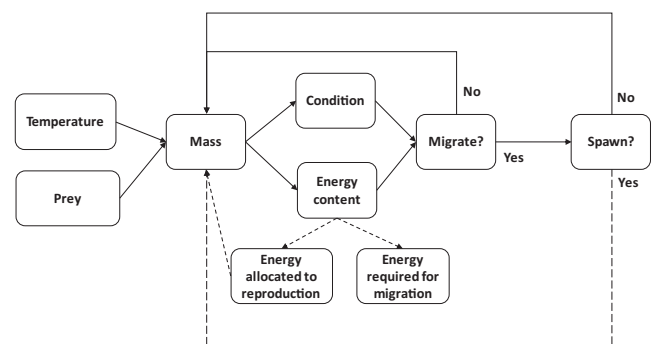 No
Condition
No
Temperature
Mass
Migrate?
Spawn?
Yes
Prey
Energy
content
Yes
Energy
allocated to
reproduction
Energy
required for
migration